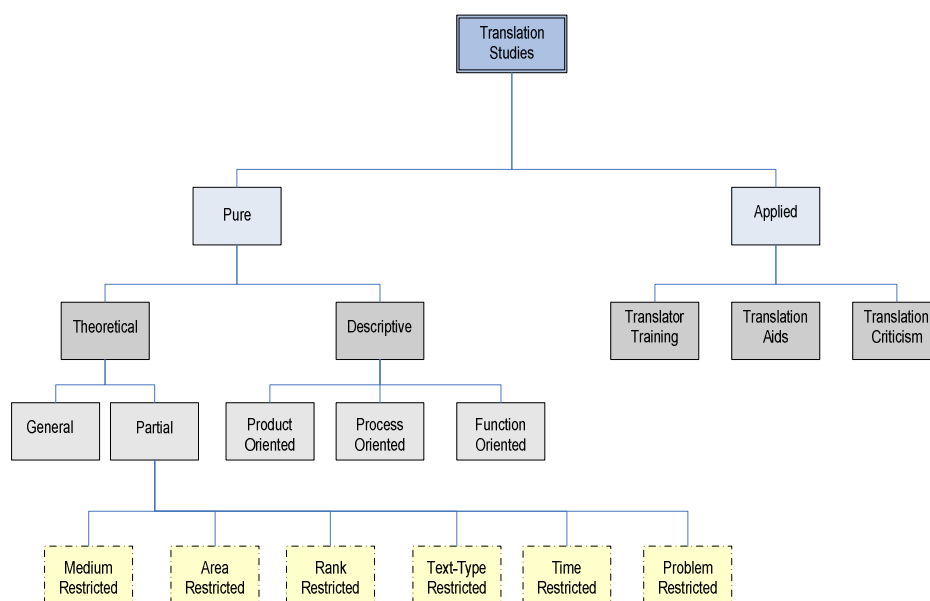 Translation
Studies
Pure
Applied
Theoretical
Descriptive
Translator
Training
Translation
Aids
Translation
Criticism
General
Partial
Product
Oriented
Process
Oriented
Function
Oriented
Medium
Restricted
Area
Restricted
Rank
Restricted
Text-Type
Restricted
Time
Restricted
Problem
Restricted